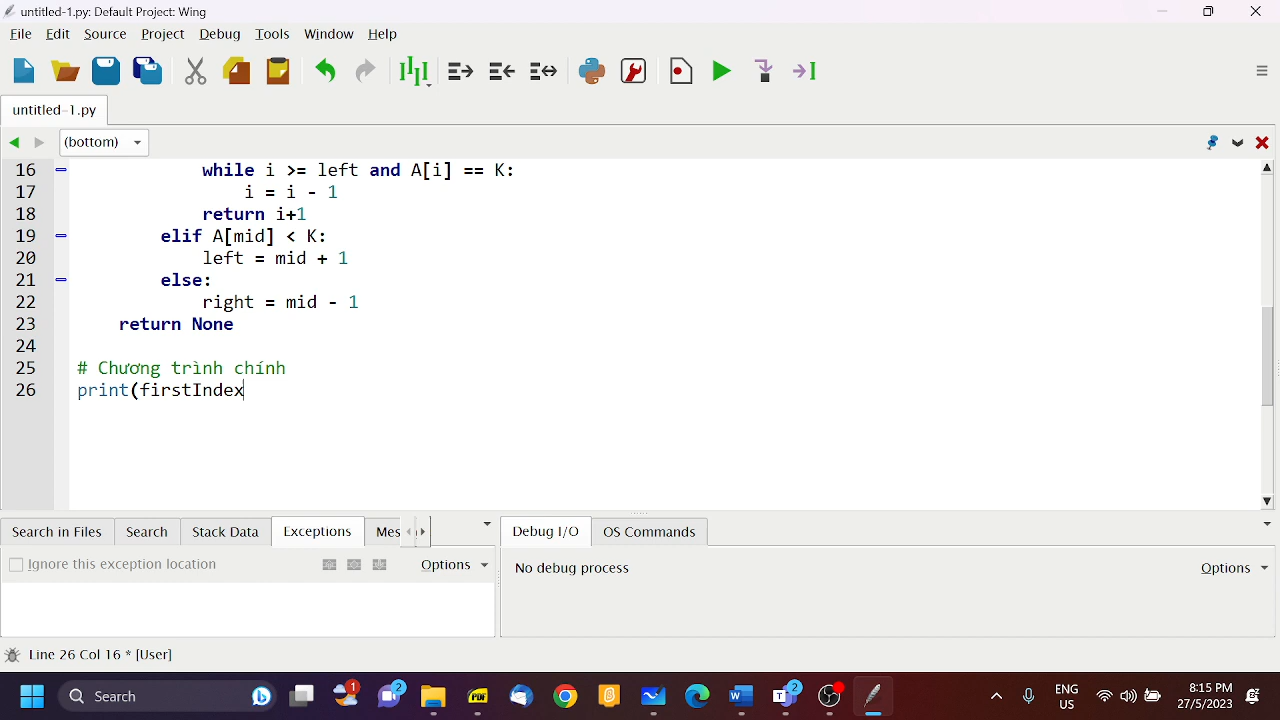 untitled-1.py: Default Project: Wing
File Edit Source Project Debug Tools Window Help
untitled-1.py
(bottom)
16 while i >= left and A[i] == K:
17 i = i - 1
18 return i+1
19 elif A[mid] < K:
20 left = mid + 1
21 else:
22 right = mid - 1
23 return None
24
25 # Chương trình chính
26 print(firstIndex
Search in Files Search Stack Data Exceptions Debug I/O OS Commands
Ignore this exception location Options No debug process Options
Line 26 Col 16 * [User]
Search 1 2 PDF 2 ENG US 8:15 PM 27/5/2023